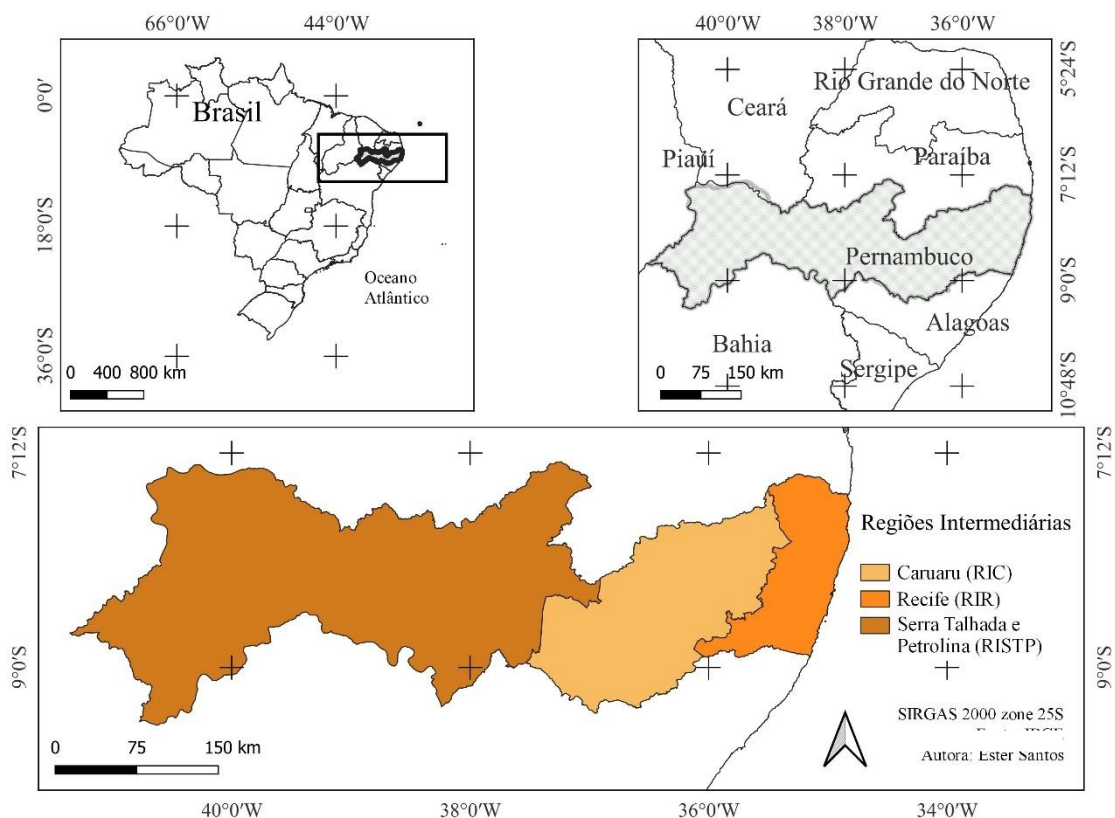 66°0'W 44°0'W
0°0'
18°0'S
36°0'S
Brasil
Oceano
Atlântico
0 400 800 km
40°0'W 38°0'W 36°0'W
5°24'S
7°12'S
9°0'S
10°48'S
Rio Grande do Norte
Ceará
Piauí
Paraíba
Pernambuco
Alagoas
Bahia
Sergipe
0 75 150 km
7°12'S
9°0'S
7°12'S
9°0'S
Regiões Intermediárias
Caruaru (RIC)
Recife (RIR)
Serra Talhada e
Petrolina (RISTP)
SIRGAS 2000 zone 25S
Autora: Ester Santos
0 75 150 km
40°0'W 38°0'W 36°0'W 34°0'W